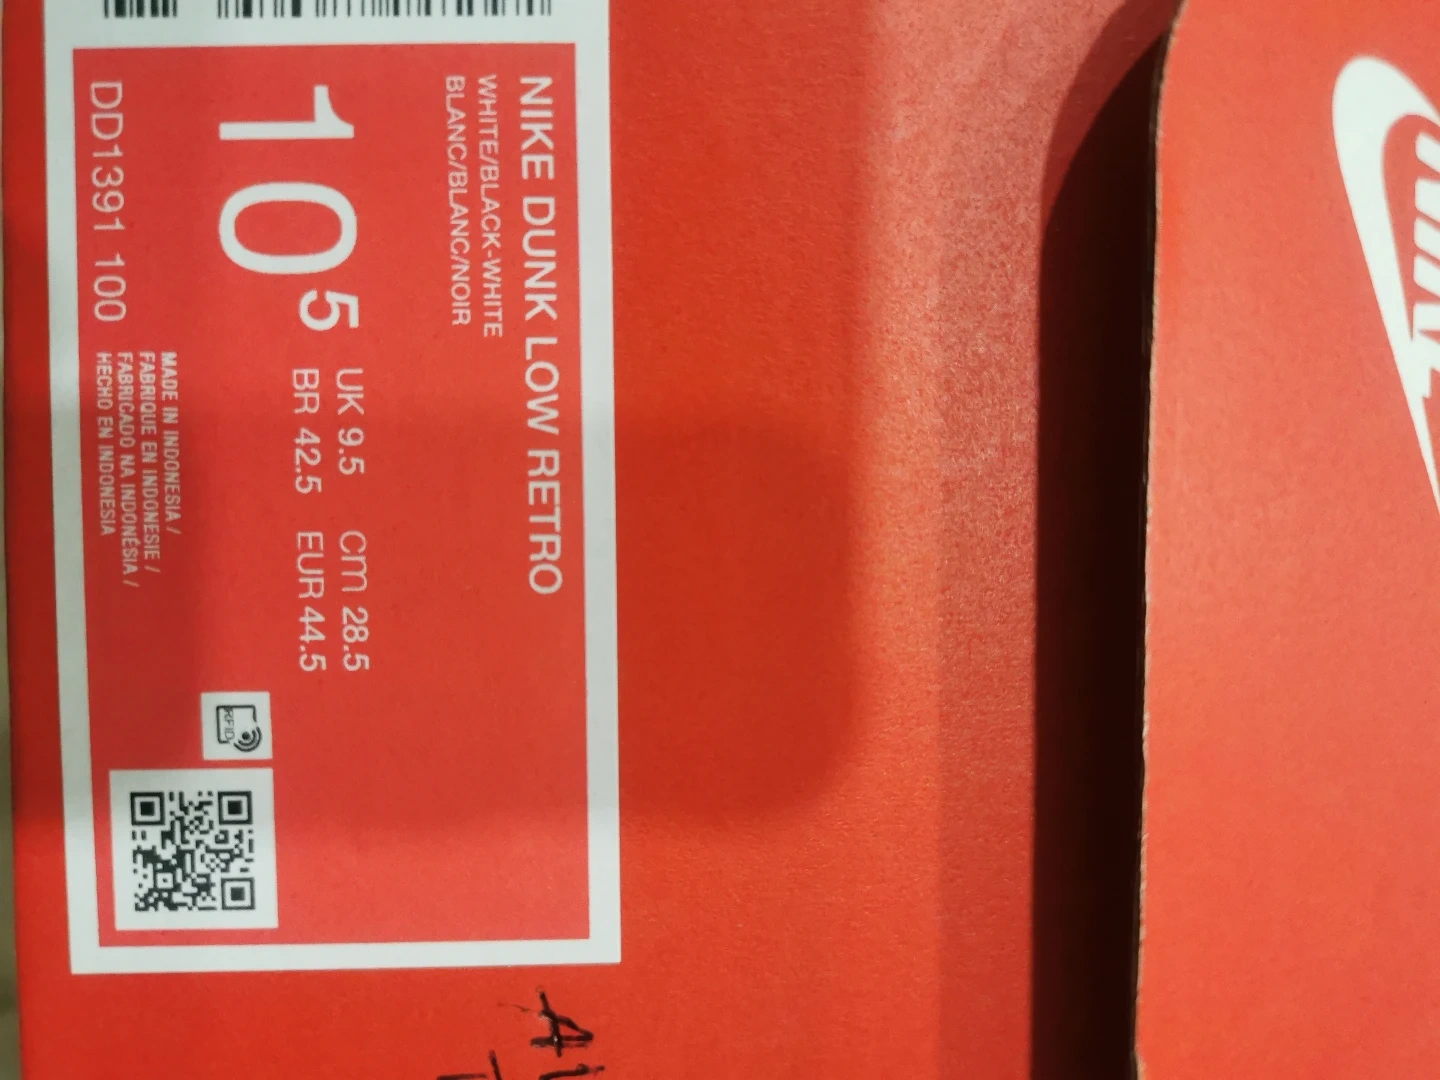 NIKE DUNK LOW RETRO
WHITE/BLACK-WHITE
BLANC/BLANC/NOIR
10 5
UK 9.5 cm 28.5
BR 42.5 EUR 44.5
DD1391 100
MADE IN INDONESIA /
FABRIQUE EN INDONESIE /
FABRICADO NA INDONÉSIA /
HECHO EN INDONESIA
RFID